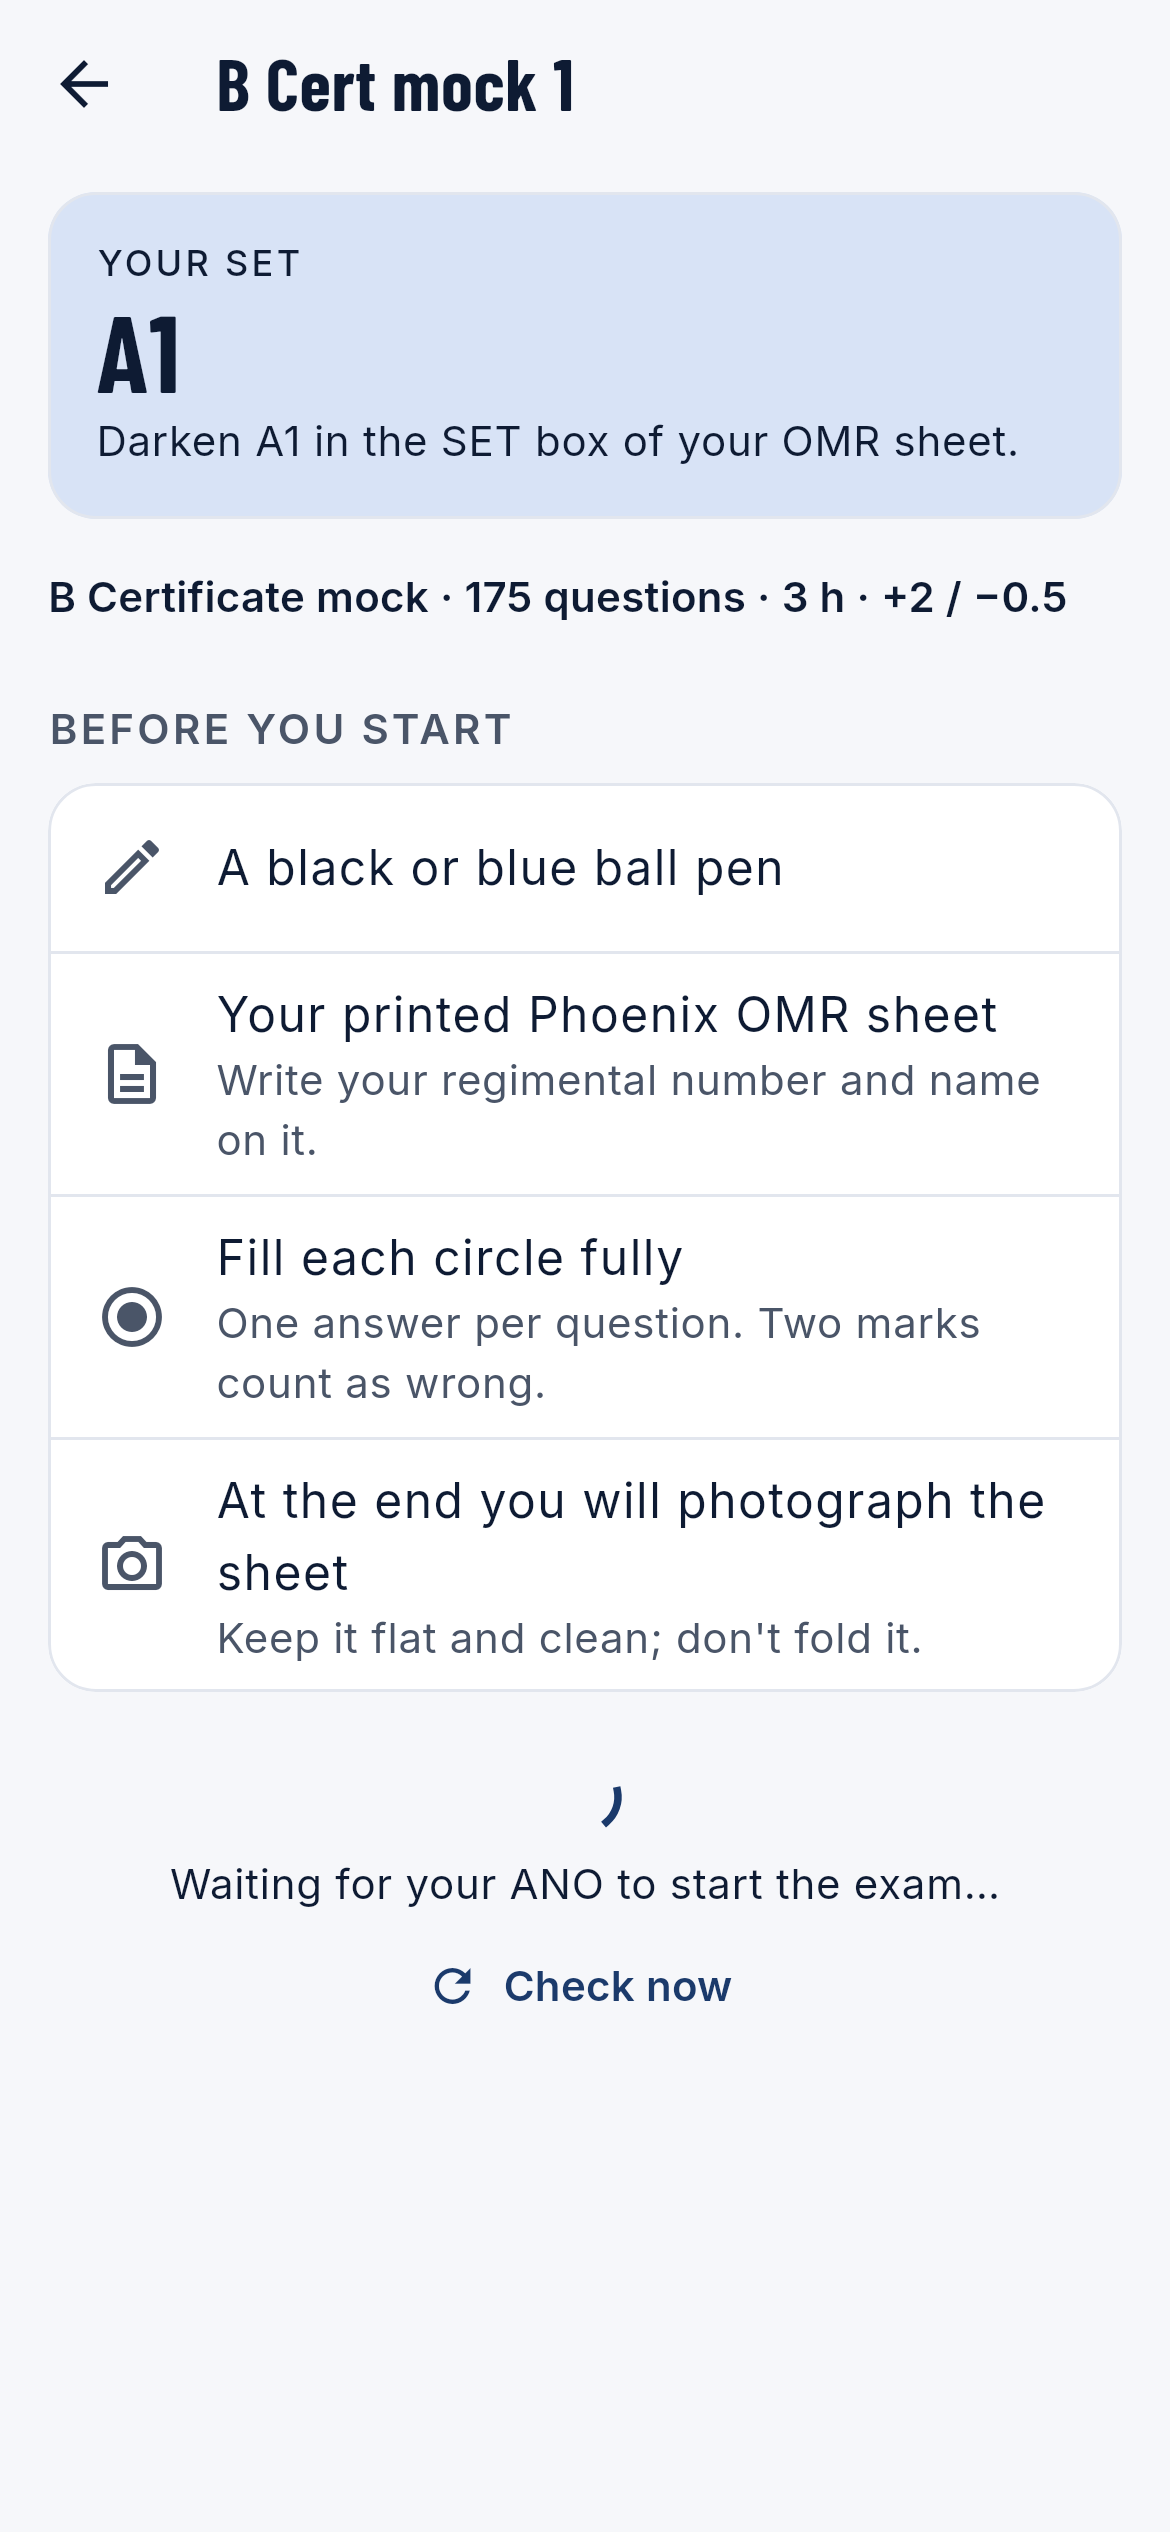 B Cert mock 1
YOUR SET
A1
Darken A1 in the SET box of your OMR sheet.
B Certificate mock · 175 questions · 3 h · +2 / −0.5
BEFORE YOU START
A black or blue ball pen
Your printed Phoenix OMR sheet
Write your regimental number and name
on it.
Fill each circle fully
One answer per question. Two marks
count as wrong.
At the end you will photograph the
sheet
Keep it flat and clean; don't fold it.
Waiting for your ANO to start the exam...
Check now